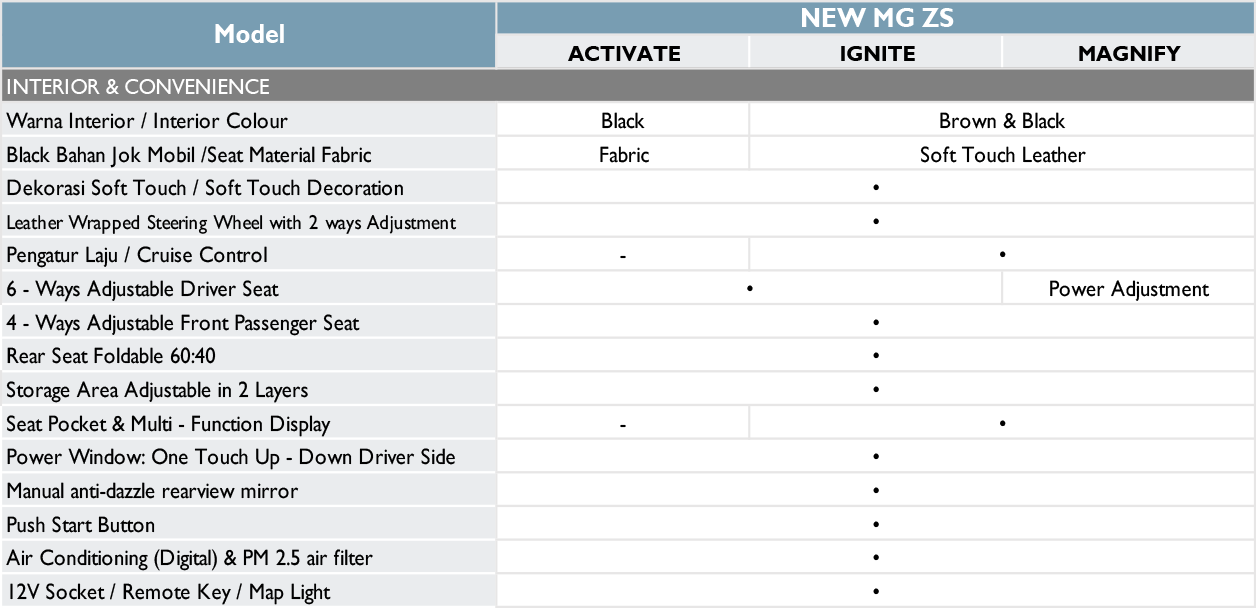 Model
NEW MG ZS
ACTIVATE IGNITE MAGNIFY
INTERIOR & CONVENIENCE
Warna Interior / Interior Colour Black Brown & Black
Black Bahan Jok Mobil /Seat Material Fabric Fabric Soft Touch Leather
Dekorasi Soft Touch / Soft Touch Decoration •
Leather Wrapped Steering Wheel with 2 ways Adjustment •
Pengatur Laju / Cruise Control - •
6 - Ways Adjustable Driver Seat • Power Adjustment
4 - Ways Adjustable Front Passenger Seat •
Rear Seat Foldable 60:40 •
Storage Area Adjustable in 2 Layers •
Seat Pocket & Multi - Function Display - •
Power Window: One Touch Up - Down Driver Side •
Manual anti-dazzle rearview mirror •
Push Start Button •
Air Conditioning (Digital) & PM 2.5 air filter •
12V Socket / Remote Key / Map Light •